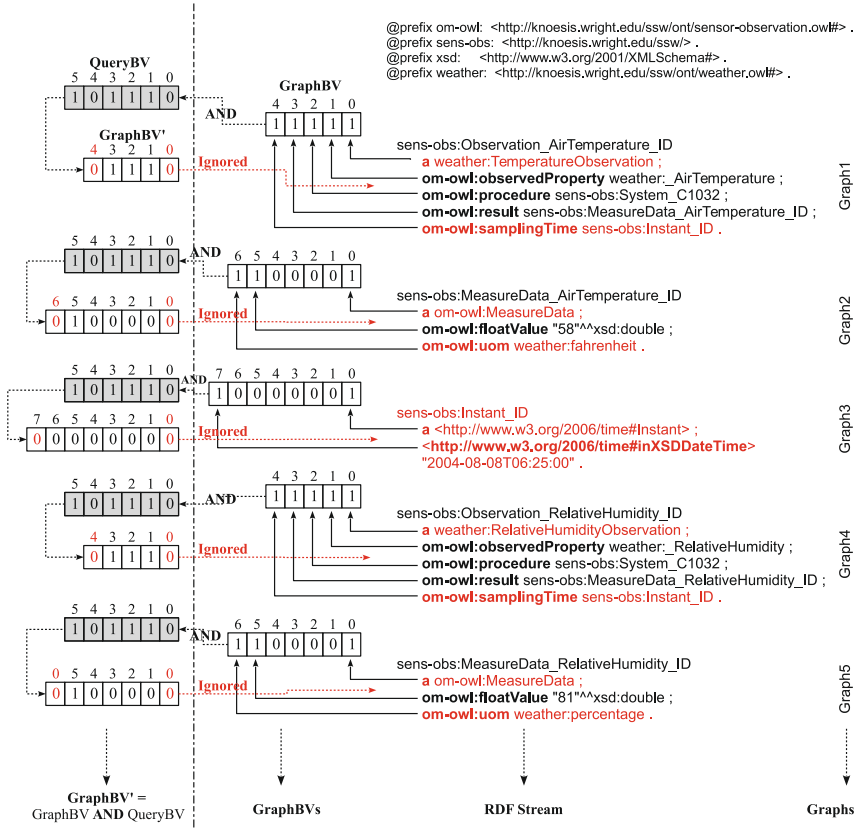 @prefix om-owl: <http://knoesis.wright.edu/ssw/ont/sensor-observation.owl#> .
@prefix sens-obs: <http://knoesis.wright.edu/ssw/> .
@prefix xsd: <http://www.w3.org/2001/XMLSchema#> .
@prefix weather: <http://knoesis.wright.edu/ssw/ont/weather.owl#> .
QueryBV
5 4 3 2 1 0
1 0 1 1 1 0
AND
GraphBV
4 3 2 1 0
1 1 1 1 1
GraphBV'
4 3 2 1 0
0 1 1 1 0
Ignored
sens-obs:Observation_AirTemperature_ID
a weather:TemperatureObservation ;
om-owl:observedProperty weather:_AirTemperature ;
om-owl:procedure sens-obs:System_C1032 ;
om-owl:result sens-obs:MeasureData_AirTemperature_ID ;
om-owl:samplingTime sens-obs:Instant_ID .
Graph1
5 4 3 2 1 0
1 0 1 1 1 0
AND
6 5 4 3 2 1 0
1 1 0 0 0 0 1
6 5 4 3 2 1 0
0 1 0 0 0 0 0
Ignored
sens-obs:MeasureData_AirTemperature_ID
a om-owl:MeasureData ;
om-owl:floatValue "58"^^xsd:double ;
om-owl:uom weather:fahrenheit .
Graph2
5 4 3 2 1 0
1 0 1 1 1 0
AND
7 6 5 4 3 2 1 0
1 0 0 0 0 0 0 1
7 6 5 4 3 2 1 0
0 0 0 0 0 0 0 0
Ignored
sens-obs:Instant_ID
a <http://www.w3.org/2006/time#Instant> ;
<http://www.w3.org/2006/time#inXSDDateTime>
"2004-08-08T06:25:00" .
Graph3
5 4 3 2 1 0
1 0 1 1 1 0
AND
4 3 2 1 0
1 1 1 1 1
4 3 2 1 0
0 1 1 1 0
Ignored
sens-obs:Observation_RelativeHumidity_ID
a weather:RelativeHumidityObservation ;
om-owl:observedProperty weather:_RelativeHumidity ;
om-owl:procedure sens-obs:System_C1032 ;
om-owl:result sens-obs:MeasureData_RelativeHumidity_ID ;
om-owl:samplingTime sens-obs:Instant_ID .
Graph4
5 4 3 2 1 0
1 0 1 1 1 0
AND
6 5 4 3 2 1 0
1 1 0 0 0 0 1
0 5 4 3 2 1 0
0 1 0 0 0 0 0
Ignored
sens-obs:MeasureData_RelativeHumidity_ID
a om-owl:MeasureData ;
om-owl:floatValue "81"^^xsd:double ;
om-owl:uom weather:percentage .
Graph5
GraphBV' =
GraphBV AND QueryBV
GraphBVs
RDF Stream
Graphs